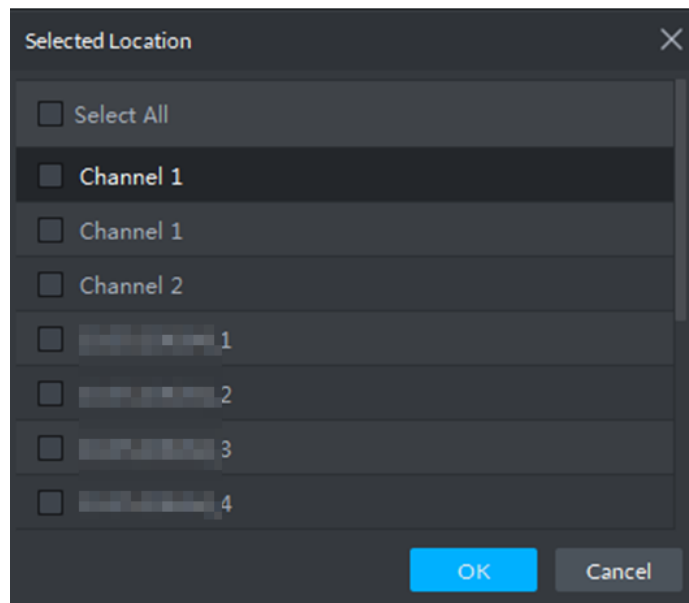 Selected Location
Select All
Channel 1
Channel 1
Channel 2
1
2
3
4
OK
Cancel